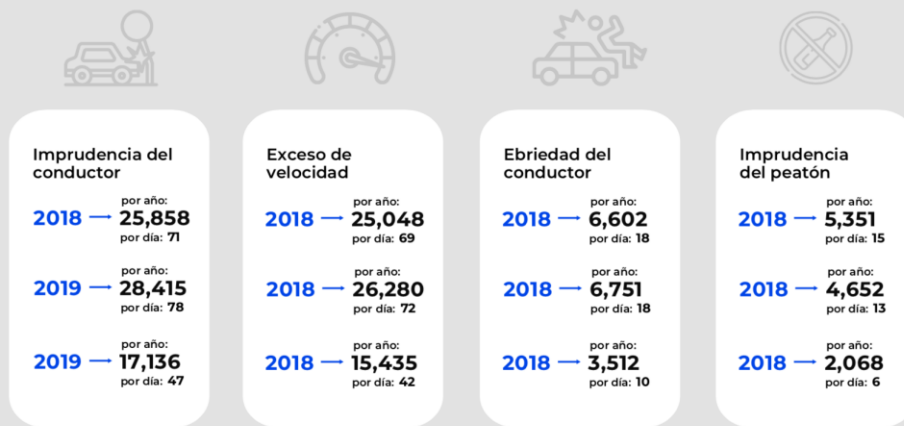 Imprudencia del
conductor
por año:
2018 → 25,858
por día: 71
por año:
2019 → 28,415
por día: 78
por año:
2019 → 17,136
por día: 47
Exceso de
velocidad
por año:
2018 → 25,048
por día: 69
por año:
2018 → 26,280
por día: 72
por año:
2018 → 15,435
por día: 42
Ebriedad del
conductor
por año:
2018 → 6,602
por día: 18
por año:
2018 → 6,751
por día: 18
por año:
2018 → 3,512
por día: 10
Imprudencia
del peatón
por año:
2018 → 5,351
por día: 15
por año:
2018 → 4,652
por día: 13
por año:
2018 → 2,068
por día: 6